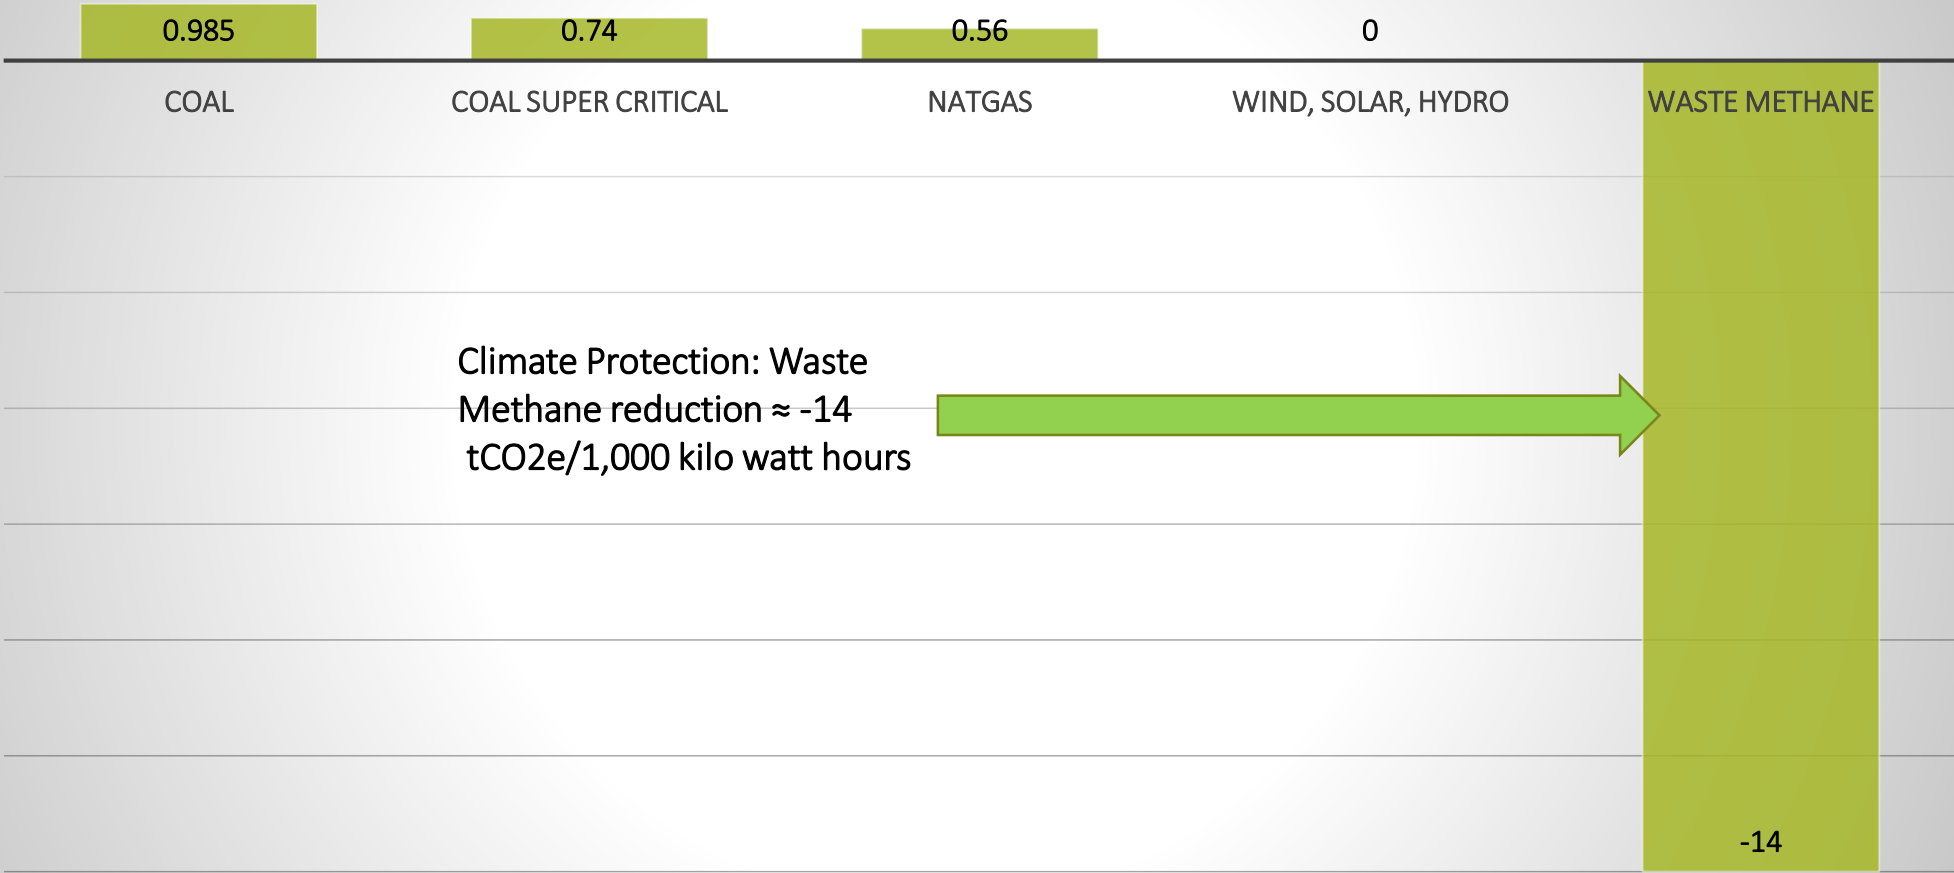 0.985 0.74 0.56 0
COAL COAL SUPER CRITICAL NATGAS WIND, SOLAR, HYDRO WASTE METHANE
Climate Protection: Waste
Methane reduction ≈ -14
tCO2e/1,000 kilo watt hours
-14